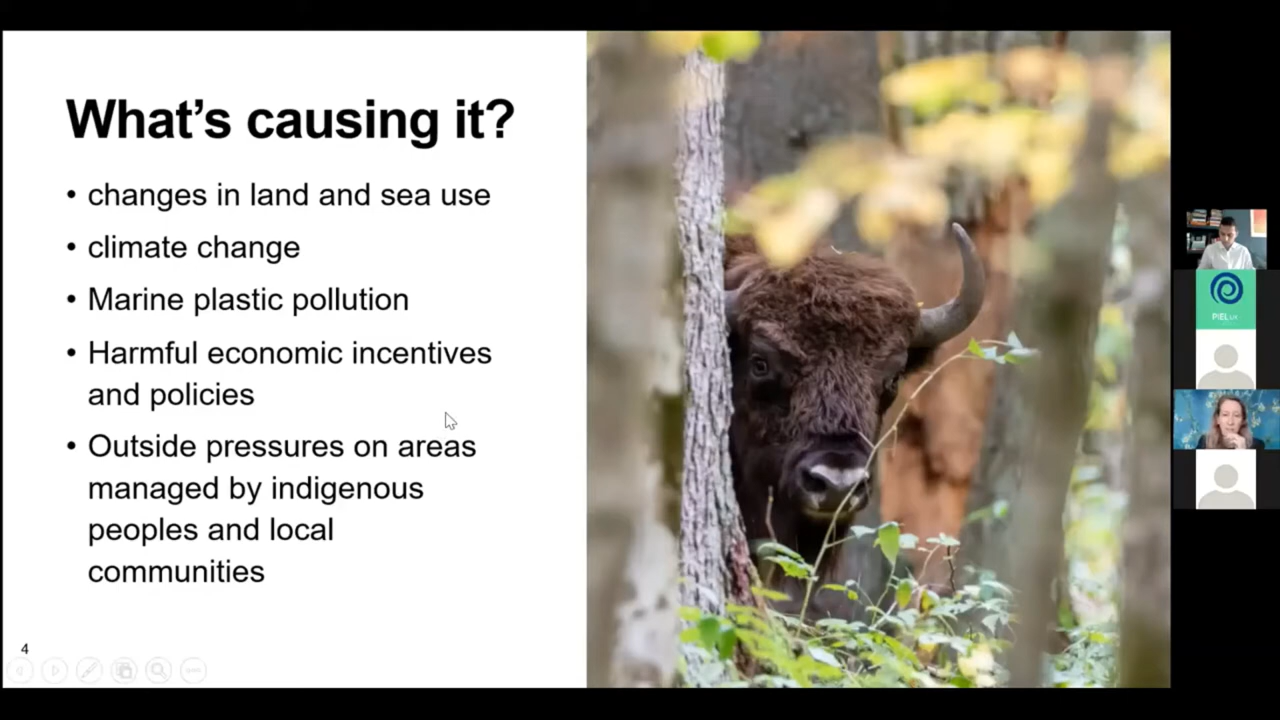 What's causing it?
• changes in land and sea use
• climate change
• Marine plastic pollution
• Harmful economic incentives
and policies
• Outside pressures on areas
managed by indigenous
peoples and local
communities
4
PIEL UK